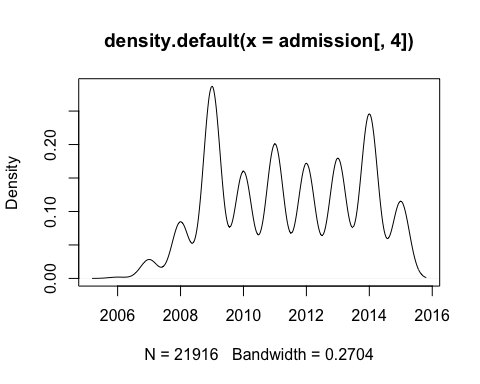 density.default(x = admission[, 4])
Density
0.20
0.10
0.00
2006 2008 2010 2012 2014 2016
N = 21916 Bandwidth = 0.2704